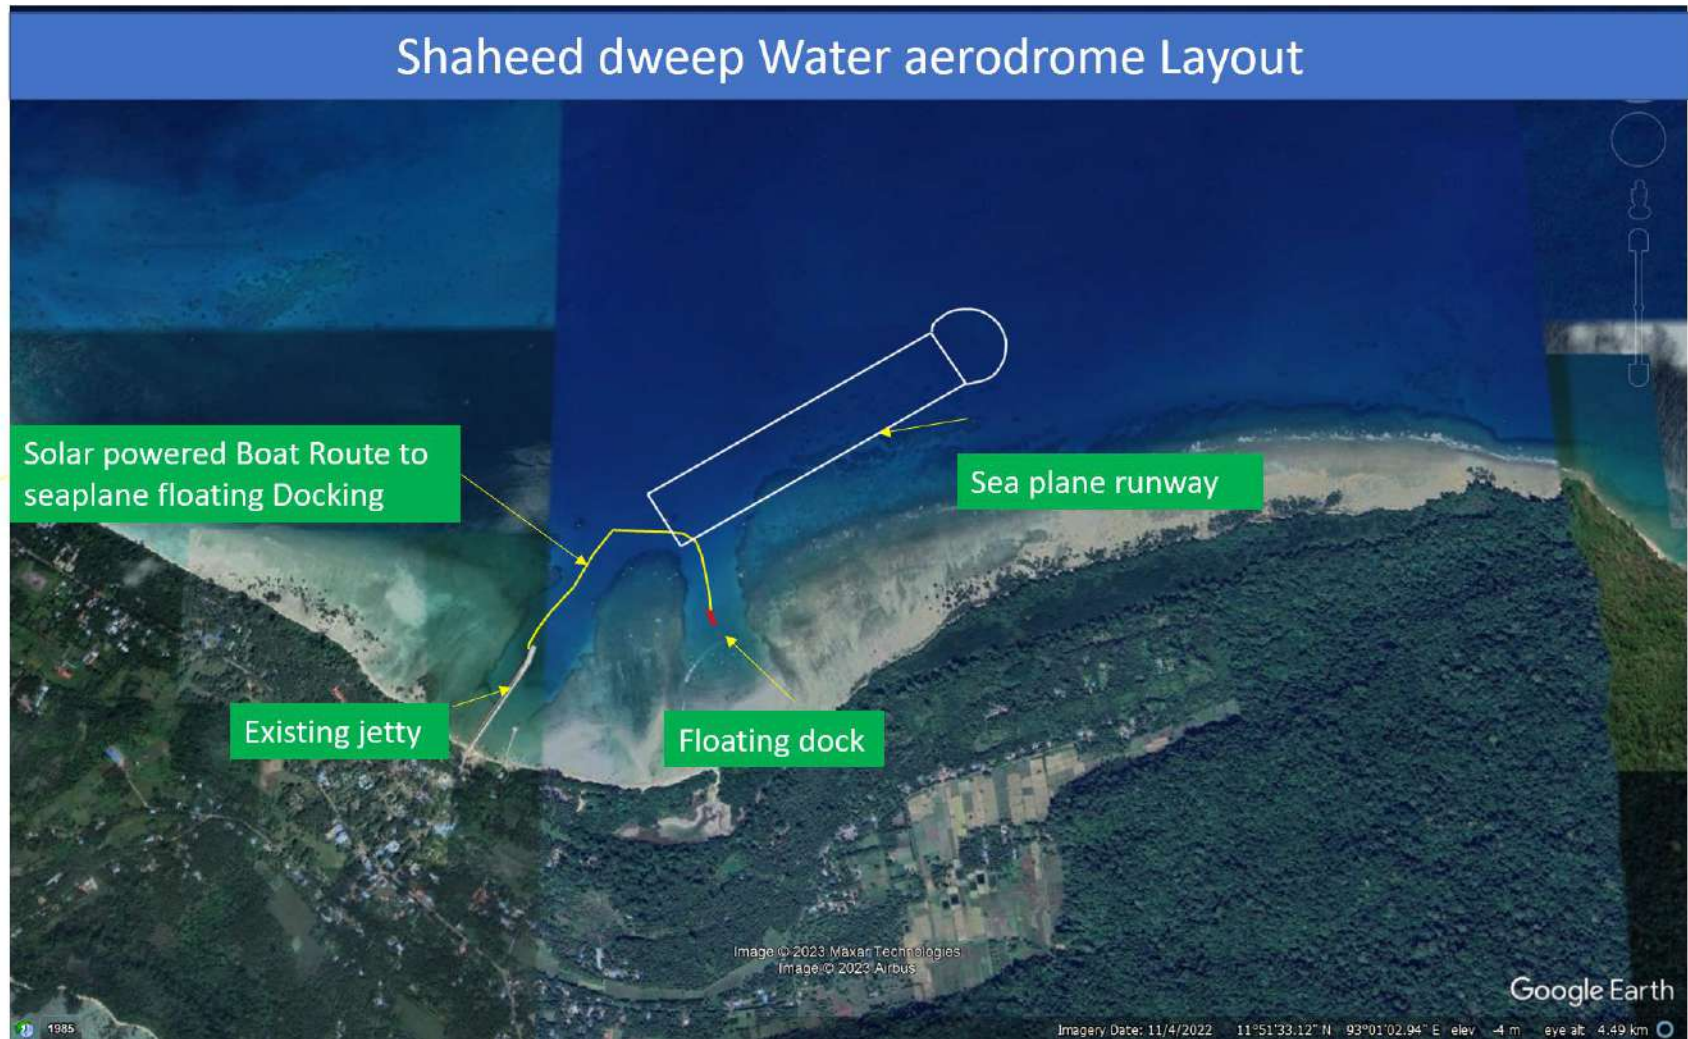 Shaheed dweep Water aerodrome Layout
Solar powered Boat Route to
seaplane floating Docking
Sea plane runway
Existing jetty
Floating dock
Image © 2023 Maxar Technologies
Image © 2023 Airbus
Google Earth
1985
Imagery Date: 11/4/2022 11°51'33.12" N 93°01'02.94" E elev -4 m eye alt 4.49 km